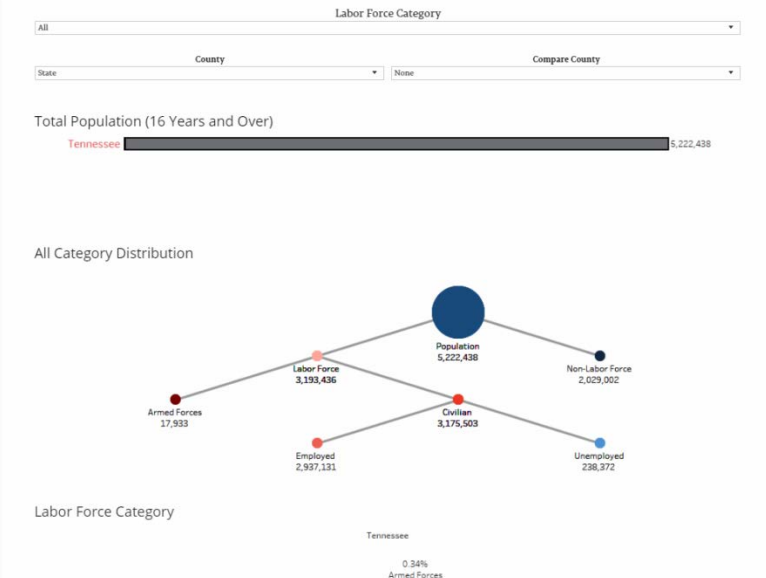 Labor Force Category
All
County
Compare County
State
None
Total Population (16 Years and Over)
Tennessee
5,222,438
All Category Distribution
Population
5,222,438
Labor Force
3,193,436
Non-Labor Force
2,029,002
Armed Forces
17,933
Civilian
3,175,503
Employed
2,937,131
Unemployed
238,372
Labor Force Category
Tennessee
0.34%
Armed Forces